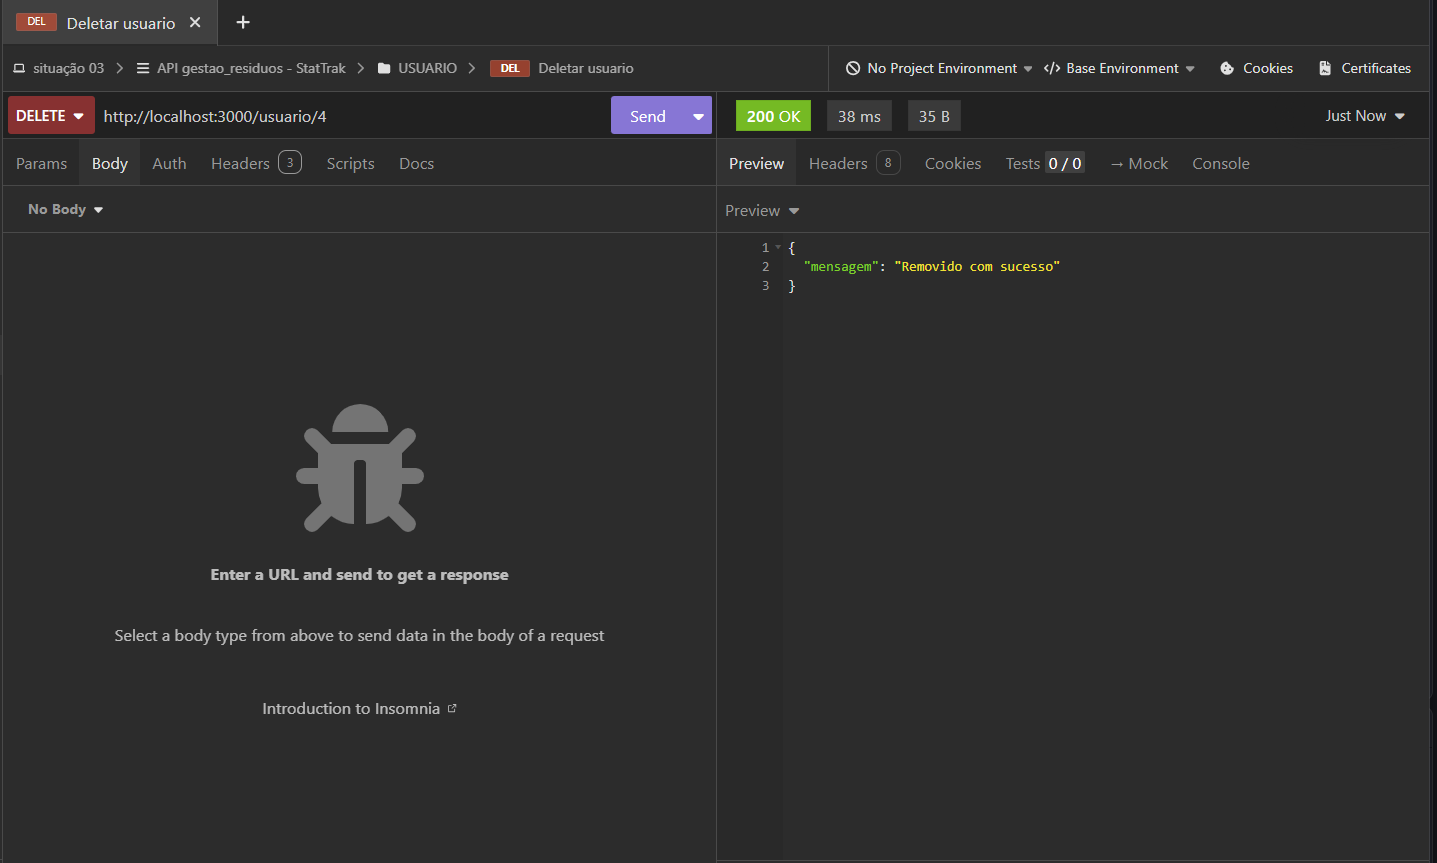 DEL Deletar usuario
situação 03 > API gestao_residuos - StatTrak > USUARIO > DEL Deletar usuario
No Project Environment Base Environment Cookies Certificates
DELETE http://localhost:3000/usuario/4 Send
200 OK 38 ms 35 B Just Now
Params Body Auth Headers 3 Scripts Docs
Preview Headers 8 Cookies Tests 0 / 0 → Mock Console
No Body
Preview
1 {
2 "mensagem": "Removido com sucesso"
3 }
Enter a URL and send to get a response
Select a body type from above to send data in the body of a request
Introduction to Insomnia